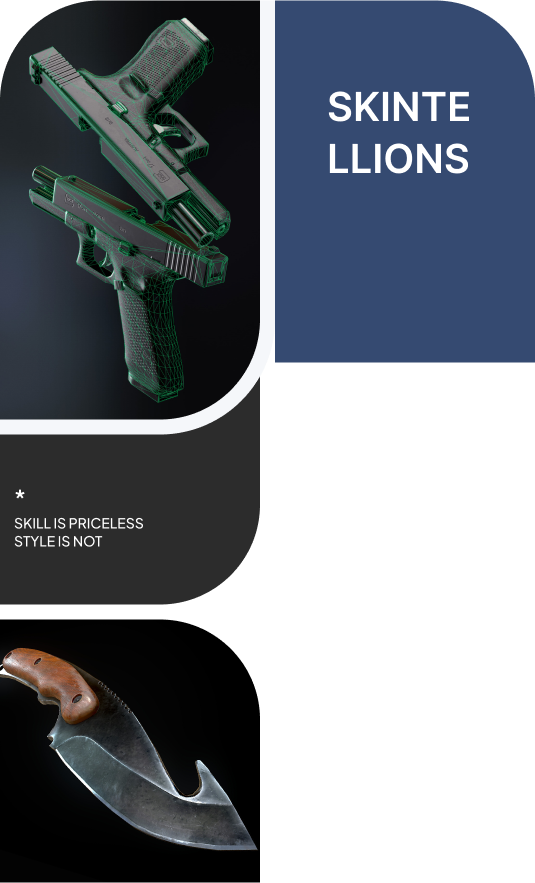 SKINTE
LLIONS
*
SKILL IS PRICELESS
STYLE IS NOT